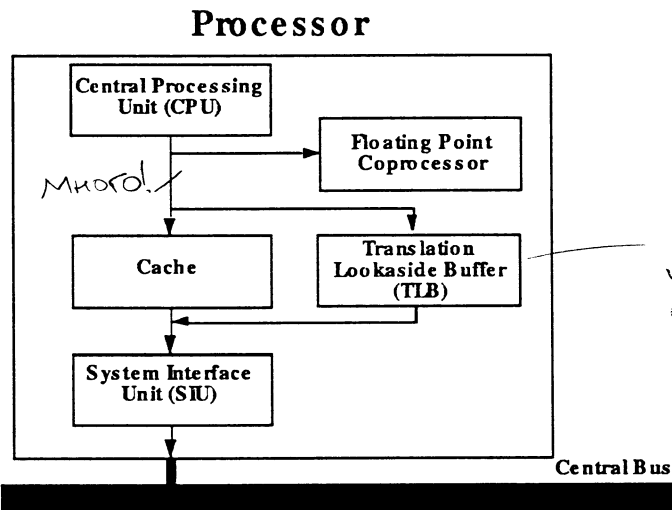 Processor
Central Processing
Unit (CPU)
Floating Point
Coprocessor
Много!
Cache
Translation
Lookaside Buffer
(TLB)
System Interface
Unit (SIU)
Central Bus